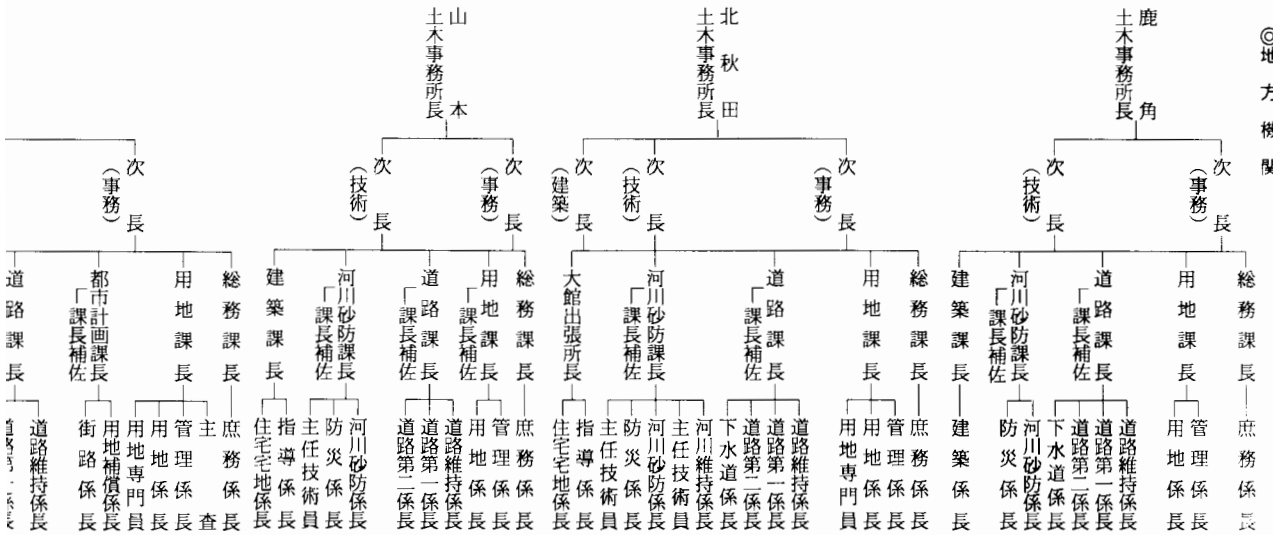 ◎地方機関
鹿角
土木事務所長
次長
（事務）
総務課長
庶務係長
用地課長
管理係長
用地係長
次長
（技術）
道路課長
「課長補佐
道路維持係長
道路第一係長
道路第二係長
下水道係長
河川砂防課長
「課長補佐
河川砂防係長
防災係長
建築課長
建築係長
北秋田
土木事務所長
次長
（事務）
総務課長
庶務係長
用地課長
管理係長
用地係長
用地専門員
道路課長
「課長補佐
道路維持係長
道路第一係長
道路第二係長
下水道係長
次長
（技術）
河川砂防課長
「課長補佐
河川維持係長
主任技術員
河川砂防係長
防災係長
主任技術員
次長
（建築）
大館出張所長
指導係長
住宅宅地係長
山本
土木事務所長
次長
（事務）
総務課長
庶務係長
用地課長
「課長補佐
管理係長
用地係長
次長
（技術）
道路課長
「課長補佐
道路維持係長
道路第一係長
道路第二係長
河川砂防課長
「課長補佐
河川砂防係長
防災係長
主任技術員
建築課長
指導係長
住宅宅地係長
次長
（事務）
総務課長
庶務係長
用地課長
主査
管理係長
用地係長
用地専門員
都市計画課長
「課長補佐
用地補償係長
街路係長
道路課長
道路維持係長